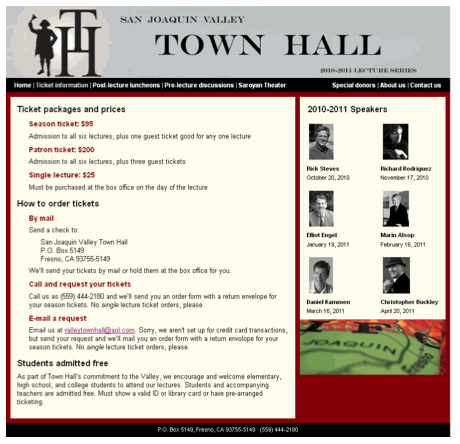 SAN JOAQUIN VALLEY
TH
TOWN HALL
2010-2011 LECTURE SERIES
Home | Ticket information | Post-lecture luncheons | Pre-lecture discussions | Saroyan Theater
Special donors | About us | Contact us
Ticket packages and prices
Season ticket: $95
Admission to all six lectures, plus one guest ticket good for any one lecture
Patron ticket: $200
Admission to all six lectures, plus three guest tickets
Single lecture: $25
Must be purchased at the box office on the day of the lecture
How to order tickets
By mail
Send a check to:
San Joaquin Valley Town Hall
P.O. Box 5149
Fresno, CA 93755-5149
We'll send your tickets by mail or hold them at the box office for you.
Call and request your tickets
Call us as (559) 444-2180 and we'll send you an order form with a return envelope for
your season tickets. No single lecture ticket orders, please.
E-mail a request
Email us at valleytownhall@aol.com. Sorry, we aren't set up for credit card transactions,
but send your request and we'll mail you an order form with a return envelope for your
season tickets. No single lecture ticket orders, please.
Students admitted free
As part of Town Hall's commitment to the Valley, we encourage and welcome elementary,
high school, and college students to attend our lectures. Students and accompanying
teachers are admitted free. Must show a valid ID or library card or have pre-arranged
ticketing.
2010-2011 Speakers
Rick Steves
October 20, 2010
Richard Rodriguez
November 17, 2010
Elliot Engel
January 19, 2011
Marin Alsop
February 16, 2011
Daniel Kammen
March 16, 2011
Christopher Buckley
April 20, 2011
JOAQUIN
P.O. Box 5149, Fresno, CA 93755-5149 · (559) 444-2180